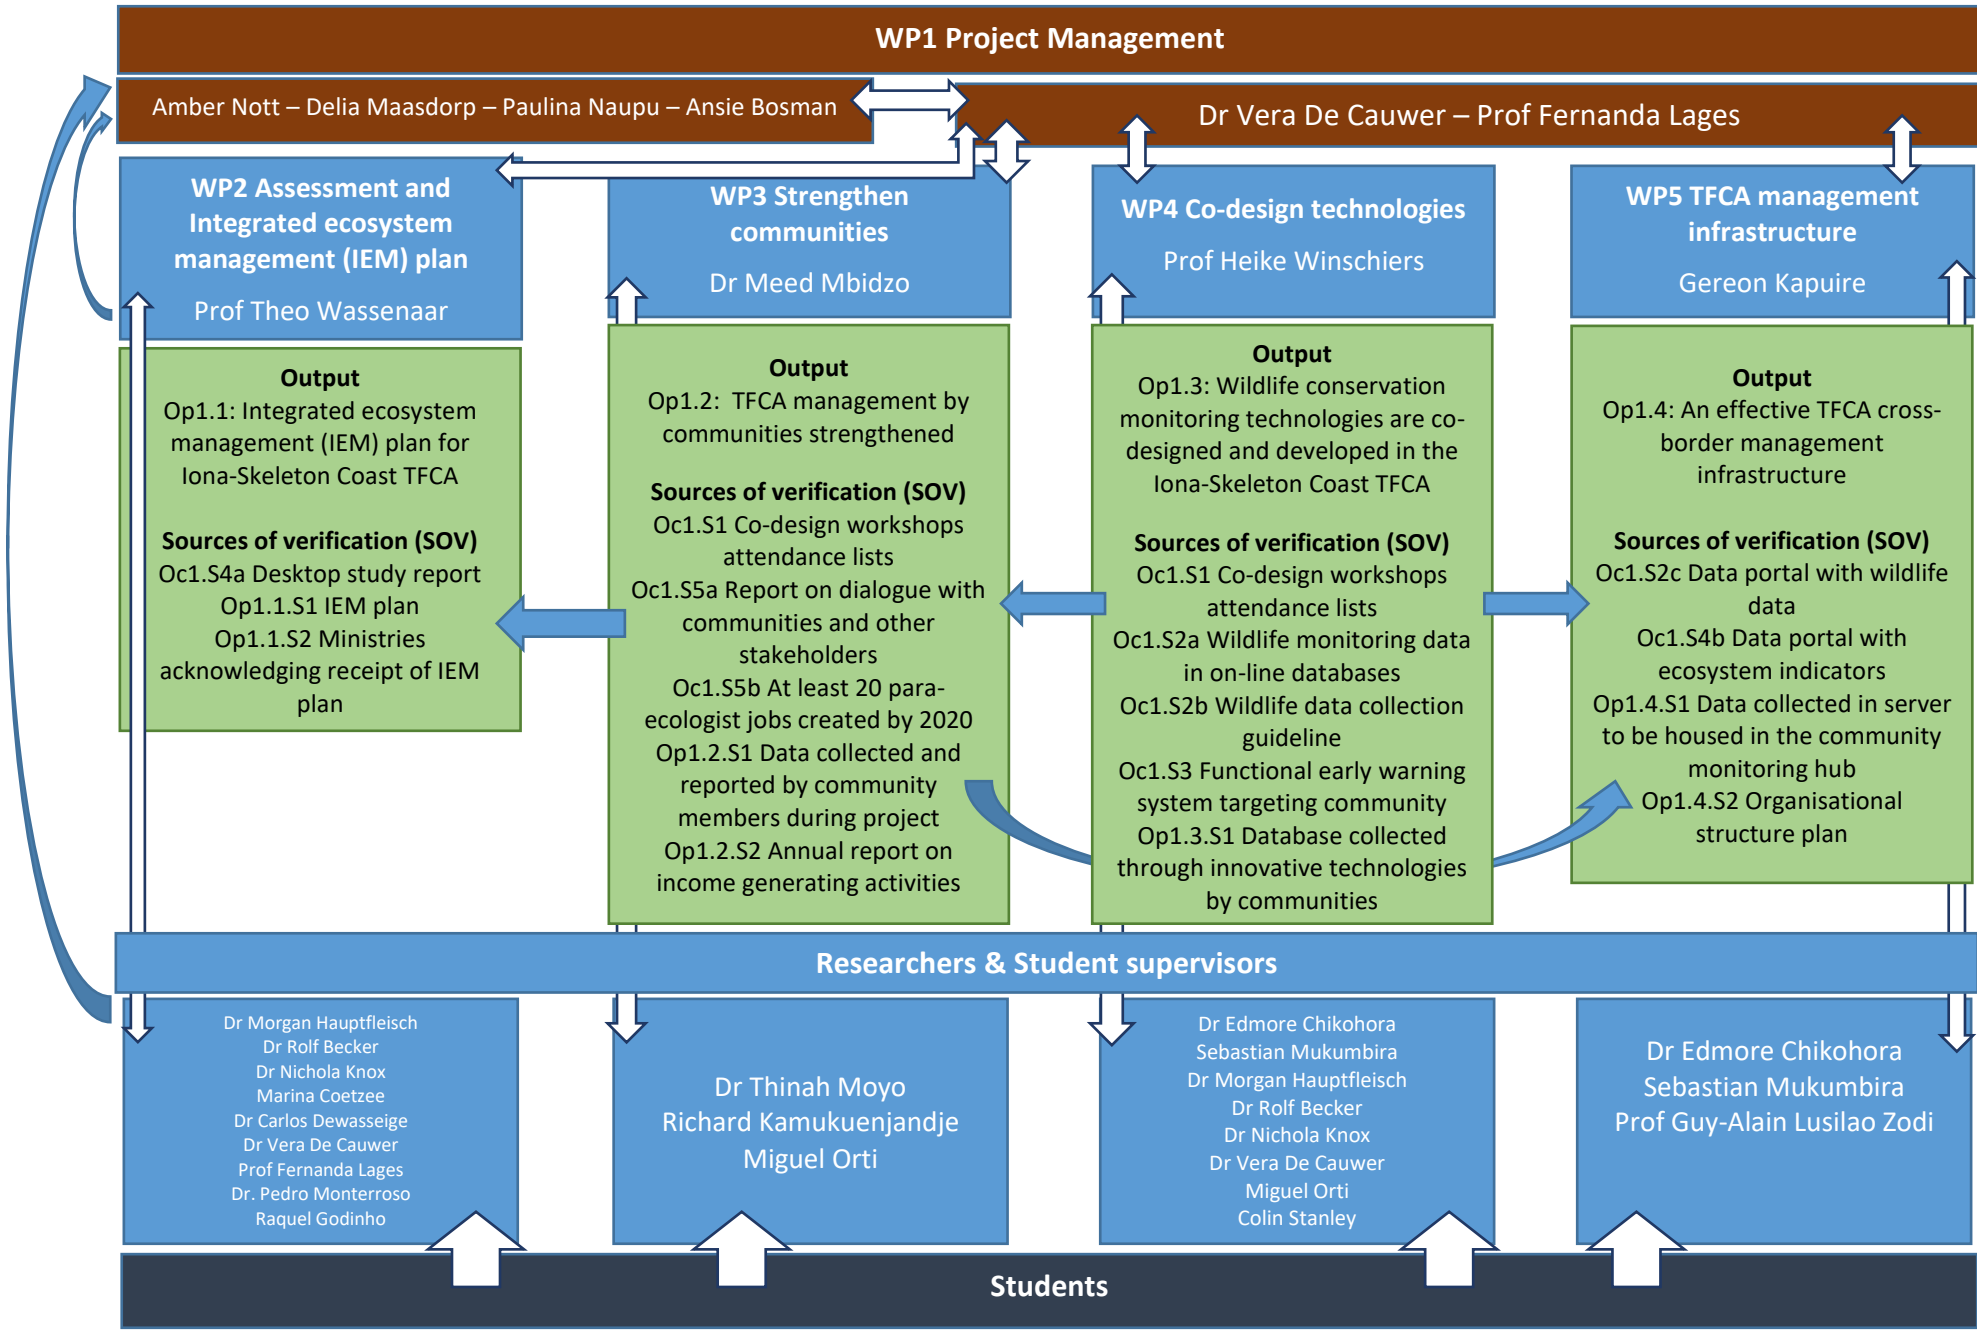 WP1 Project Management
Amber Nott – Delia Maasdorp – Paulina Naupu – Ansie Bosman
Dr Vera De Cauwer – Prof Fernanda Lages
WP2 Assessment and
Integrated ecosystem
management (IEM) plan
Prof Theo Wassenaar
WP3 Strengthen
communities
Dr Meed Mbidzo
WP4 Co-design technologies
Prof Heike Winschiers
WP5 TFCA management
infrastructure
Gereon Kapuire
Output
Op1.1: Integrated ecosystem
management (IEM) plan for
Iona-Skeleton Coast TFCA
Sources of verification (SOV)
Oc1.S4a Desktop study report
Op1.1.S1 IEM plan
Op1.1.S2 Ministries
acknowledging receipt of IEM
plan
Output
Op1.2:  TFCA management by
communities strengthened
Sources of verification (SOV)
Oc1.S1 Co-design workshops
attendance lists
Oc1.S5a Report on dialogue with
communities and other
stakeholders
Oc1.S5b At least 20 para-
ecologist jobs created by 2020
Op1.2.S1 Data collected and
reported by community
members during project
Op1.2.S2 Annual report on
income generating activities
Output
Op1.3: Wildlife conservation
monitoring technologies are co-
designed and developed in the
Iona-Skeleton Coast TFCA
Sources of verification (SOV)
Oc1.S1 Co-design workshops
attendance lists
Oc1.S2a Wildlife monitoring data
in on-line databases
Oc1.S2b Wildlife data collection
guideline
Oc1.S3 Functional early warning
system targeting community
Op1.3.S1 Database collected
through innovative technologies
by communities
Output
Op1.4: An effective TFCA cross-
border management
infrastructure
Sources of verification (SOV)
Oc1.S2c Data portal with wildlife
data
Oc1.S4b Data portal with
ecosystem indicators
Op1.4.S1 Data collected in server
to be housed in the community
monitoring hub
Op1.4.S2 Organisational
structure plan
Researchers & Student supervisors
Dr Morgan Hauptfleisch
Dr Rolf Becker
Dr Nichola Knox
Marina Coetzee
Dr Carlos Dewasseige
Dr Vera De Cauwer
Prof Fernanda Lages
Dr. Pedro Monterroso
Raquel Godinho
Dr Thinah Moyo
Richard Kamukuenjandje
Miguel Orti
Dr Edmore Chikohora
Sebastian Mukumbira
Dr Morgan Hauptfleisch
Dr Rolf Becker
Dr Nichola Knox
Dr Vera De Cauwer
Miguel Orti
Colin Stanley
Dr Edmore Chikohora
Sebastian Mukumbira
Prof Guy-Alain Lusilao Zodi
Students